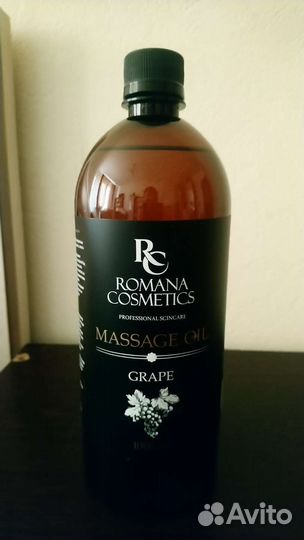 RC
ROMANA
COSMETICS
PROFESSIONAL SCINCARE
MASSAGE OIL
GRAPE
Avito